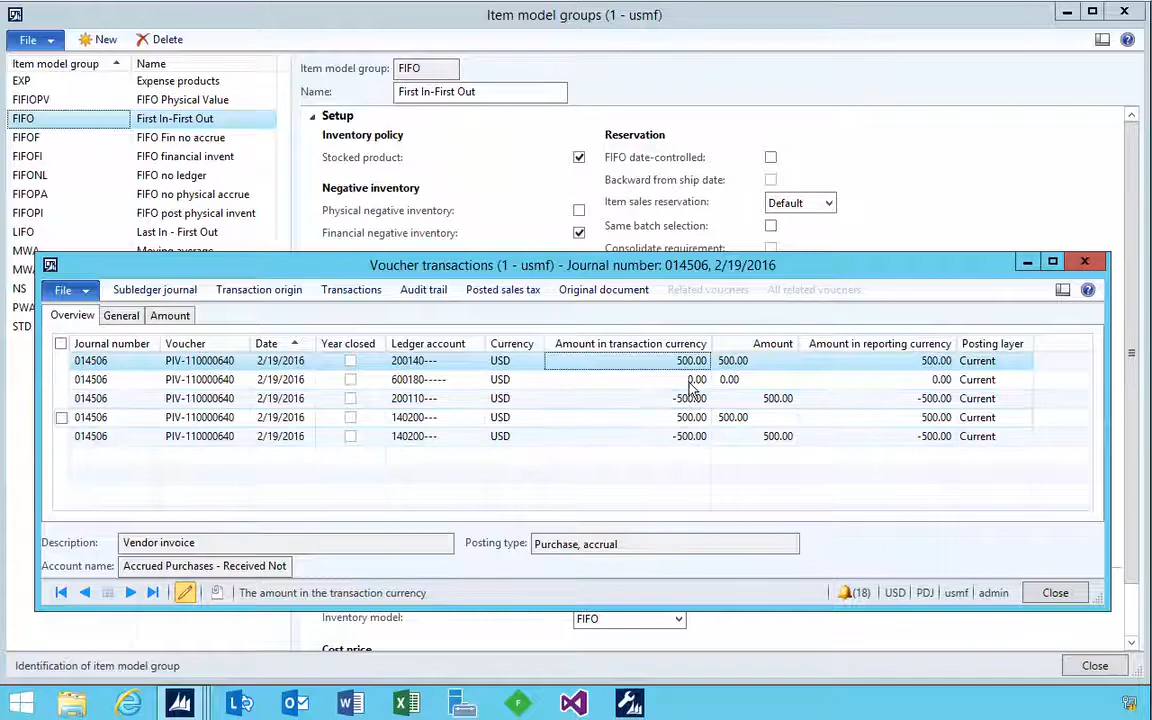 Item model groups (1 - usmf)
File New Delete
Item model group Name
EXP Expense products
FIFIOPV FIFO Physical Value
FIFO First In-First Out
FIFOF FIFO Fin no accrue
FIFOFI FIFO financial invent
FIFONL FIFO no ledger
FIFOPA FIFO no physical accrue
FIFOPI FIFO post physical invent
LIFO Last In - First Out
MWA Moving average
MWA
NS
PWA
STD
Item model group: FIFO
Name: First In-First Out
Setup
Inventory policy
Stocked product:
Negative inventory
Physical negative inventory:
Financial negative inventory:
Reservation
FIFO date-controlled:
Backward from ship date:
Item sales reservation: Default
Same batch selection:
Consolidate requirement:
Voucher transactions (1 - usmf) - Journal number: 014506, 2/19/2016
File Subledger journal Transaction origin Transactions Audit trail Posted sales tax Original document Related vouchers All related vouchers
Overview General Amount
Journal number Voucher Date Year closed Ledger account Currency Amount in transaction currency Amount Amount in reporting currency Posting layer
014506 PIV-110000640 2/19/2016 200140--- USD 500.00 500.00 500.00 Current
014506 PIV-110000640 2/19/2016 600180----- USD 0.00 0.00 0.00 Current
014506 PIV-110000640 2/19/2016 200110--- USD -500.00 500.00 -500.00 Current
014506 PIV-110000640 2/19/2016 140200--- USD 500.00 500.00 500.00 Current
014506 PIV-110000640 2/19/2016 140200--- USD -500.00 500.00 -500.00 Current
Description: Vendor invoice Posting type: Purchase, accrual
Account name: Accrued Purchases - Received Not
The amount in the transaction currency (18) USD PDJ usmf admin Close
Inventory model: FIFO
Cost price
Identification of item model group Close